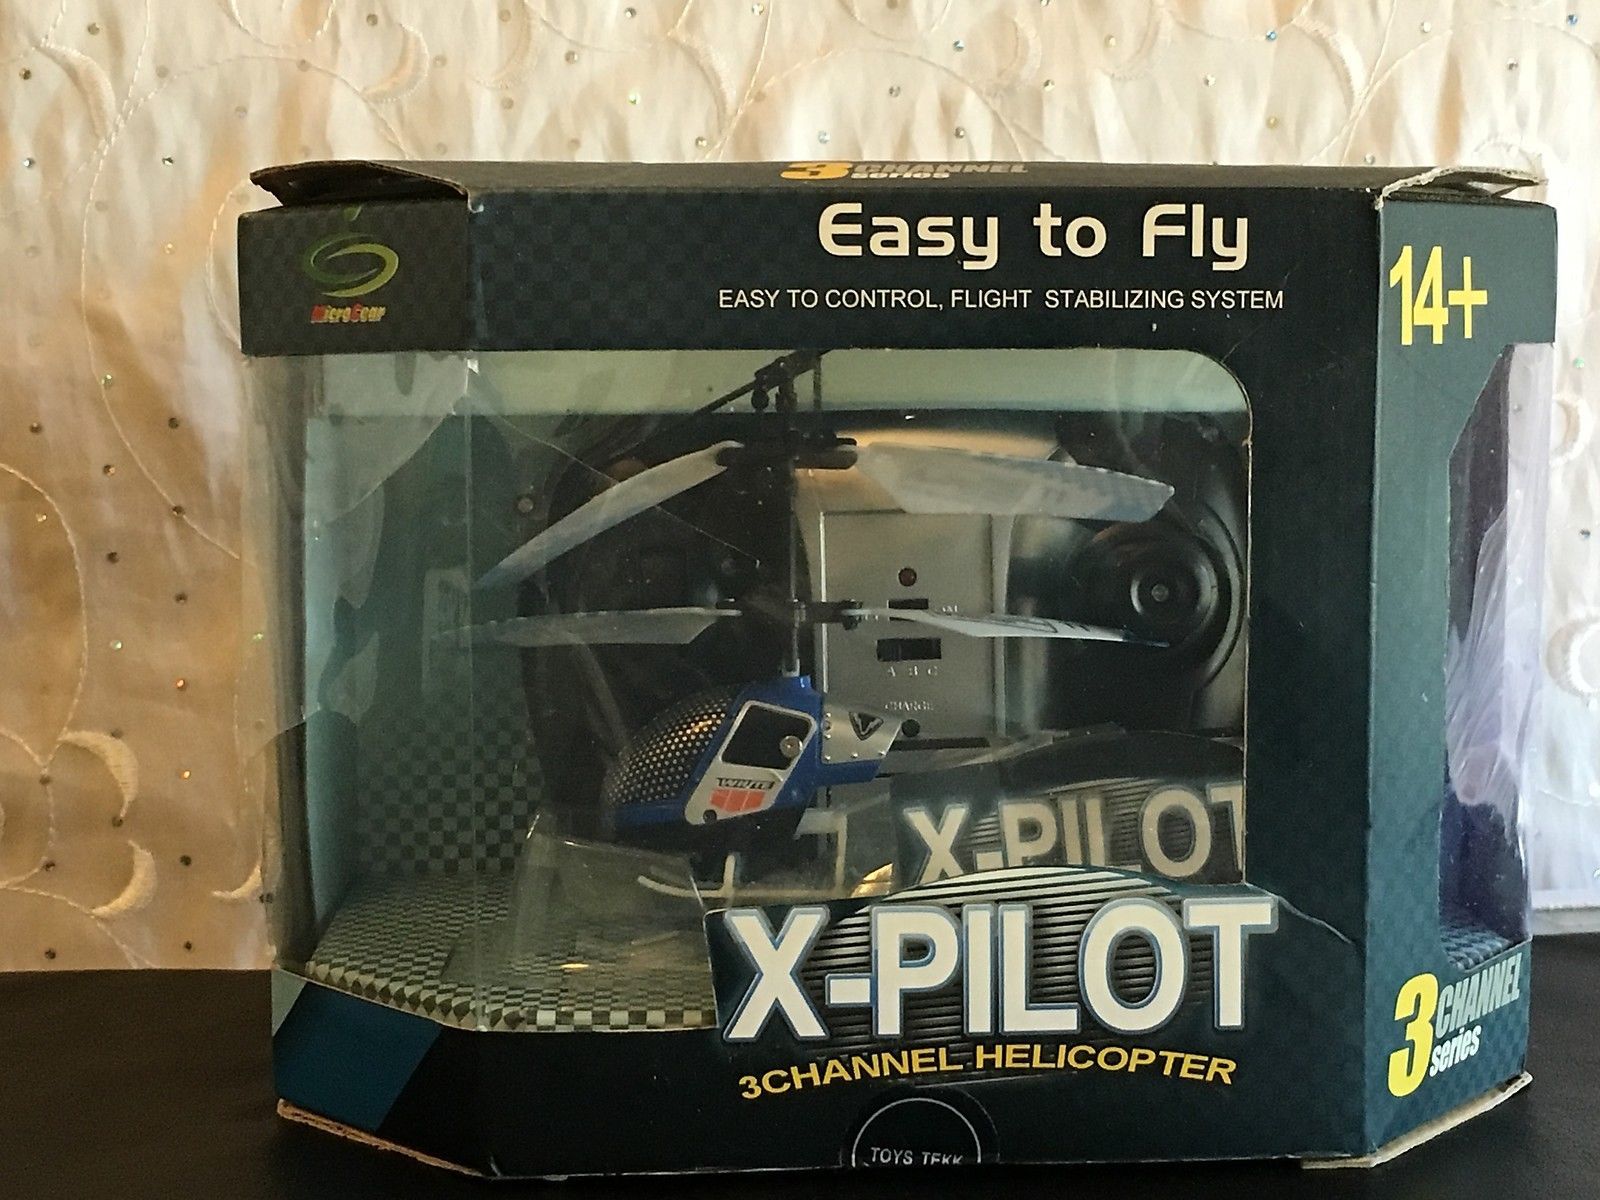 3 CHANNEL
series
Easy to Fly
EASY TO CONTROL, FLIGHT STABILIZING SYSTEM
14+
MicroGear
A B C
CHARGE
WHITE
X-PILOT
X-PILOT
3CHANNEL HELICOPTER
3 CHANNEL
series
TOYS TEKK